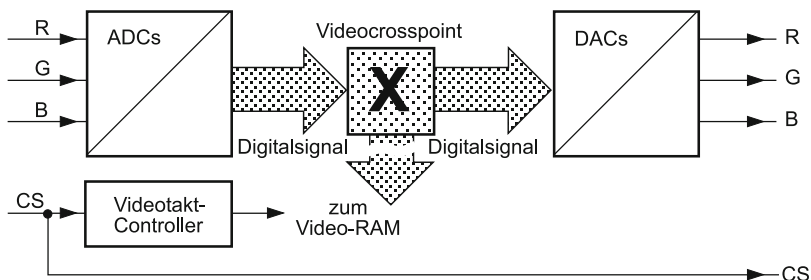 Videocrosspoint
R
ADCs
DACs
R
G
X
G
B
B
Digitalsignal
Digitalsignal
CS
Videotakt-
Controller
zum
Video-RAM
CS